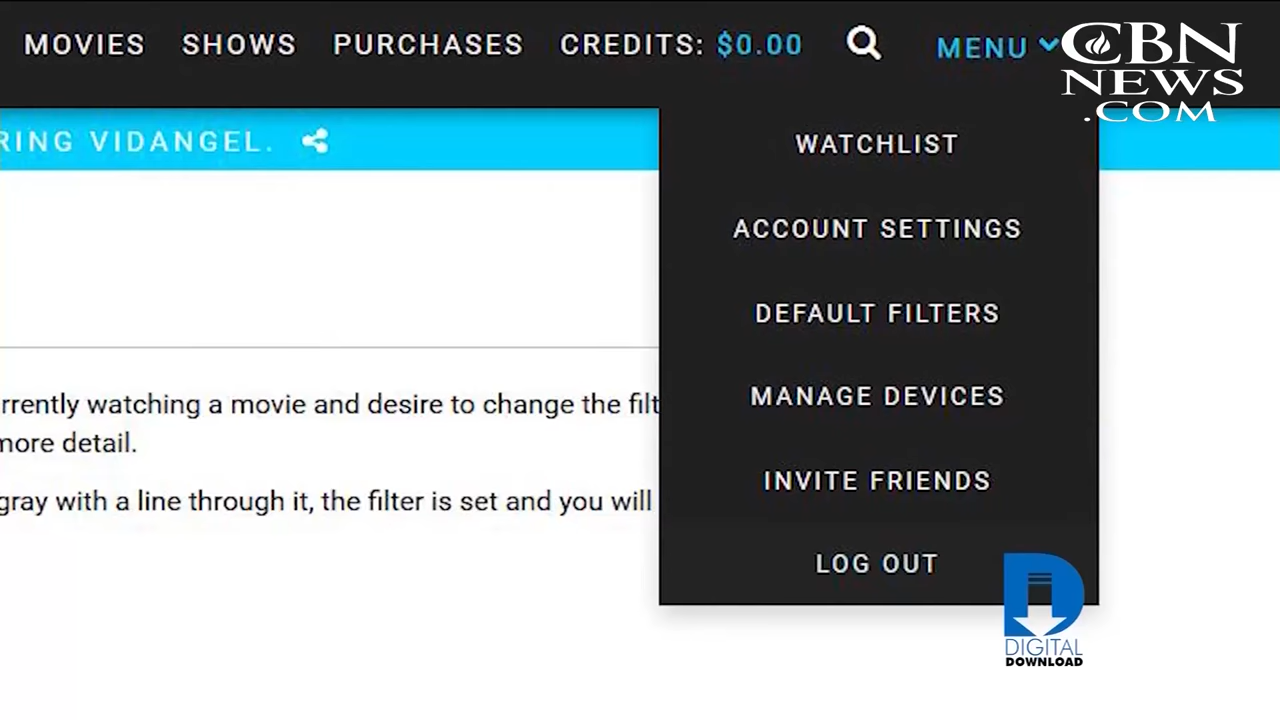 MOVIES SHOWS PURCHASES CREDITS: $0.00 MENU
CBN
NEWS
.COM
RING VIDANGEL.
WATCHLIST
ACCOUNT SETTINGS
DEFAULT FILTERS
rrently watching a movie and desire to change the filt
MANAGE DEVICES
more detail.
INVITE FRIENDS
gray with a line through it, the filter is set and you will
LOG OUT
DIGITAL
DOWNLOAD